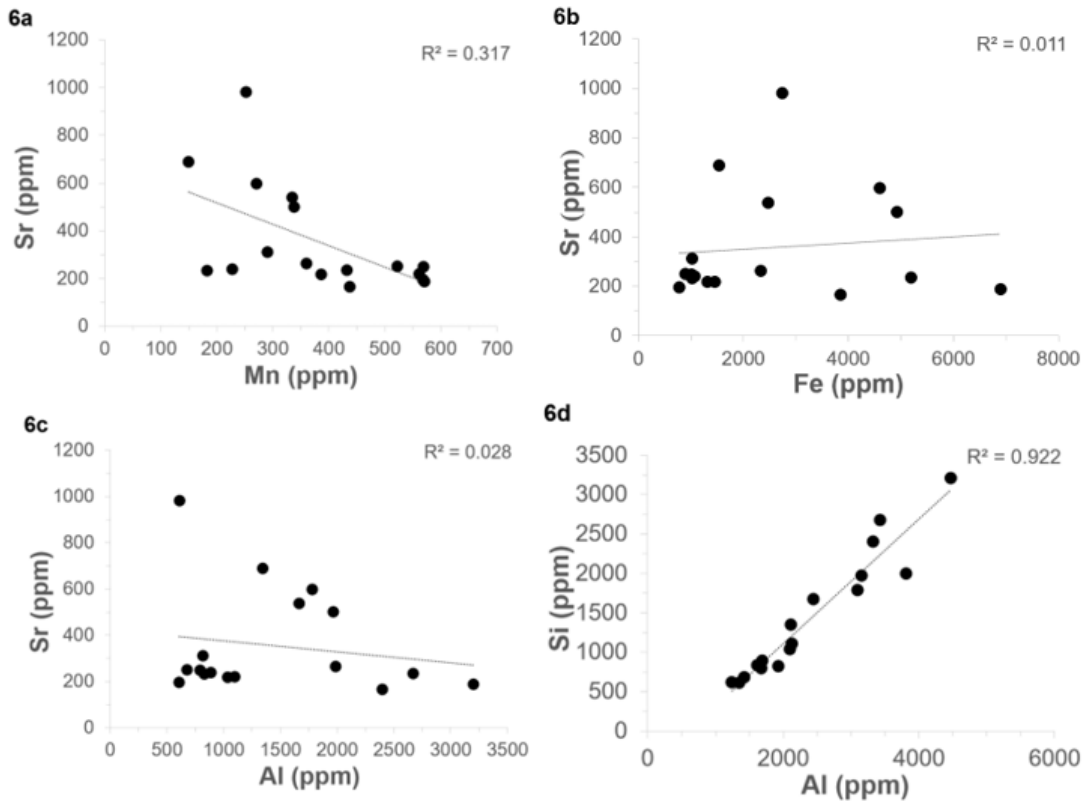 6a
R² = 0.317
1200
1000
800
600
400
200
0
Sr (ppm)
0 100 200 300 400 500 600 700
Mn (ppm)
6b
R² = 0.011
1200
1000
800
600
400
200
0
Sr (ppm)
0 2000 4000 6000 8000
Fe (ppm)
6c
R² = 0.028
1200
1000
800
600
400
200
0
Sr (ppm)
0 500 1000 1500 2000 2500 3000 3500
Al (ppm)
6d
R² = 0.922
3500
3000
2500
2000
1500
1000
500
0
Si (ppm)
0 2000 4000 6000
Al (ppm)